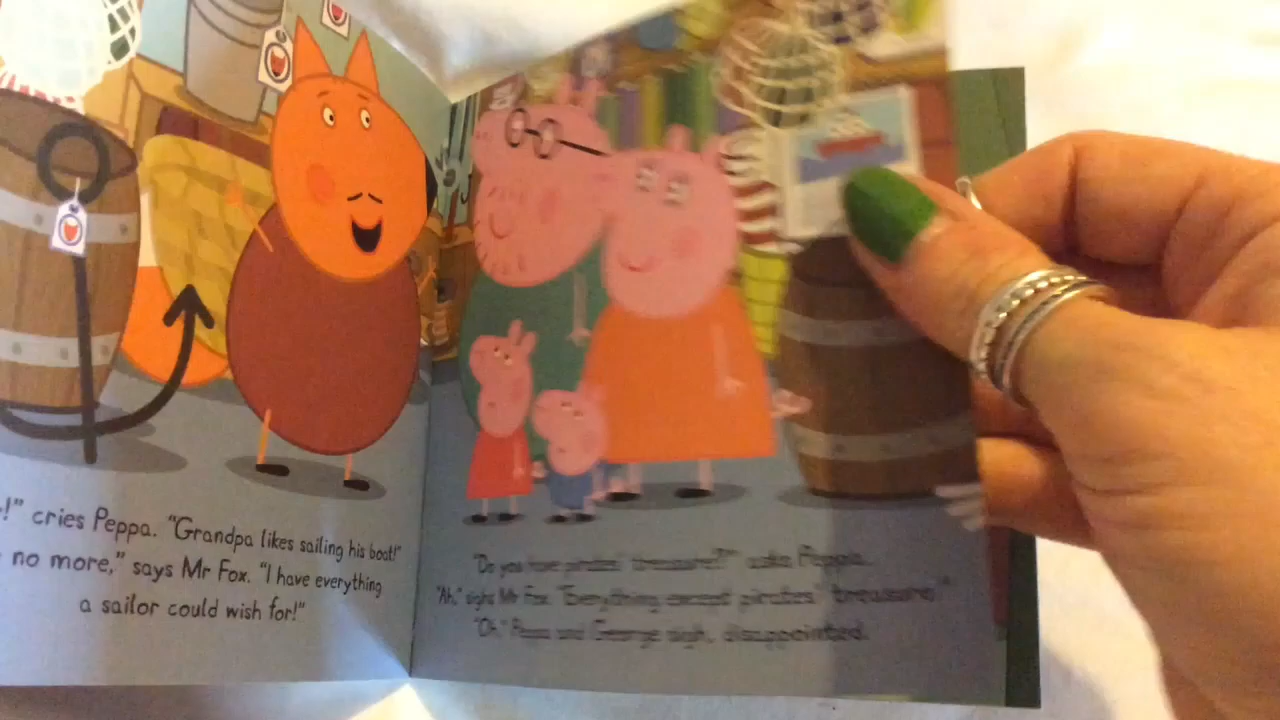 !" cries Peppa. "Grandpa likes sailing his boat!"
no more," says Mr Fox. "I have everything
a sailor could wish for!"
"Do you have pirates' treasure?" asks Peppa.
"Ah," sighs Mr Fox. "Everything except pirates' treasure!"
"Oh," Peppa and George sigh, disappointed.